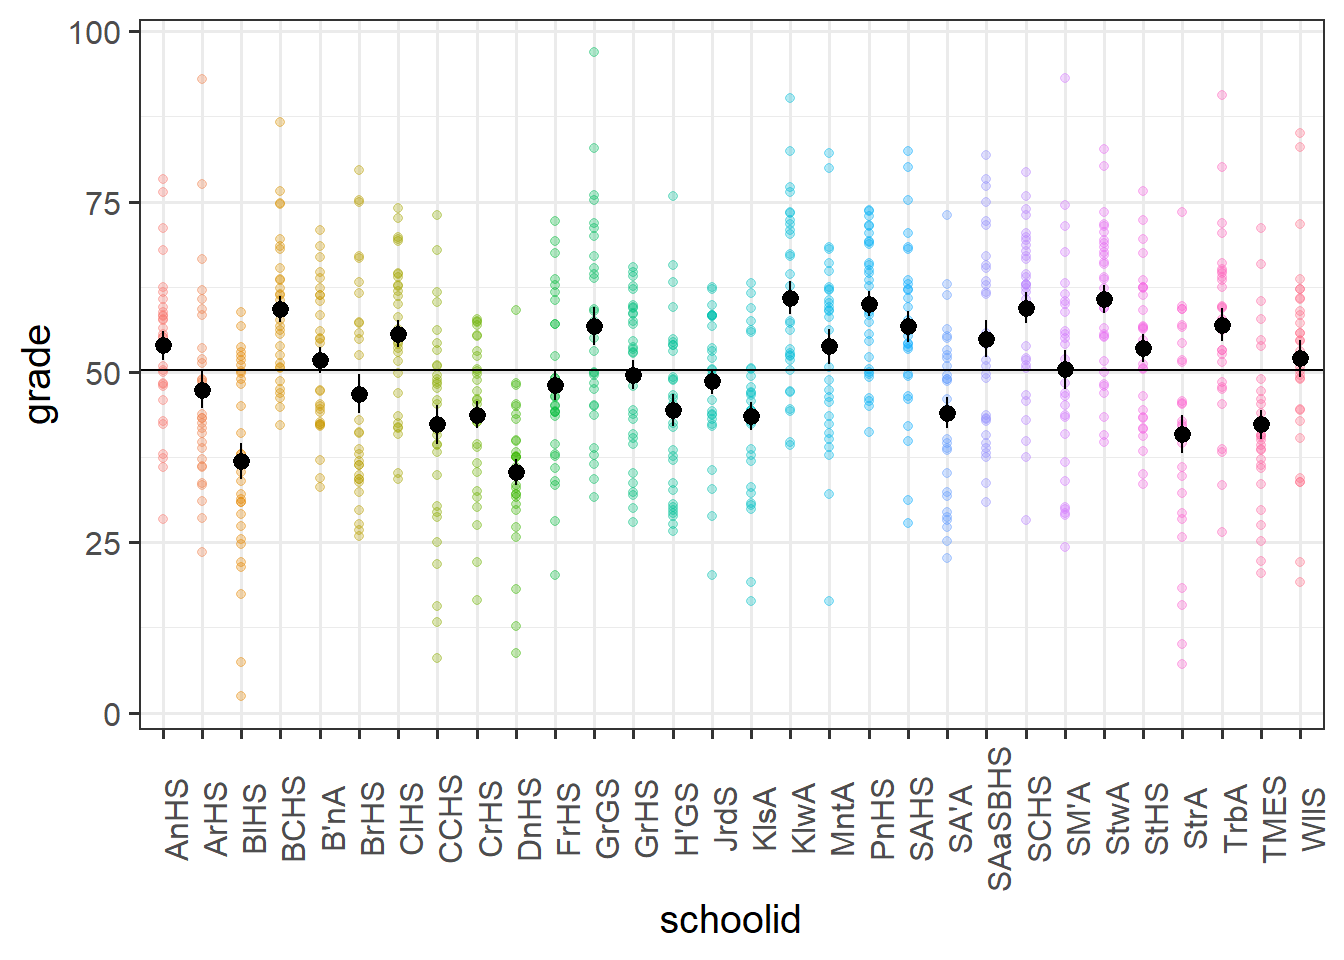 100
75
50
25
0
grade
AnHS
ArHS
BlHS
BCHS
B'nA
BrHS
ClHS
CCHS
CrHS
DnHS
FrHS
GrGS
GrHS
H'GS
JrdS
KlsA
KlwA
MntA
PnHS
SAHS
SA'A
SAaSBHS
SCHS
SM'A
StwA
StHS
StrA
TrbA
TMES
WllS
schoolid